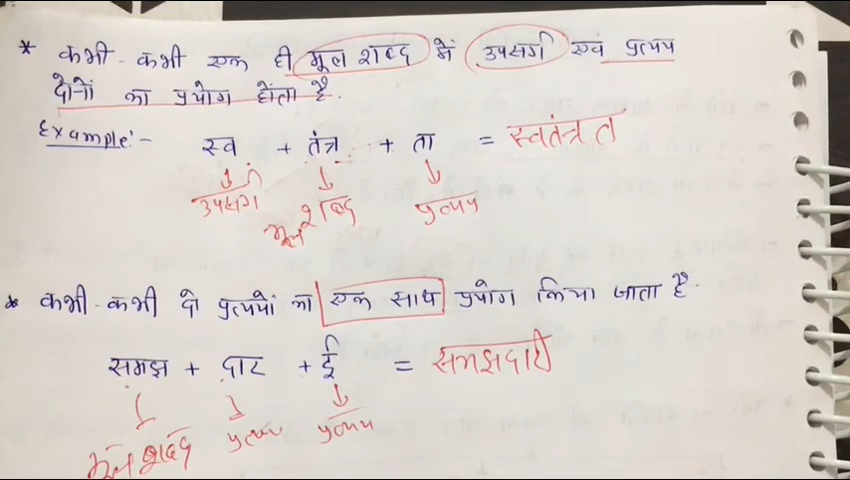 * कभी-कभी एक ही मूल शब्द में उपसर्ग एवं प्रत्यय
दोनों का प्रयोग होता है.
Example:- स्व + तंत्र + ता = स्वतंत्रता
उपसर्ग मूल शब्द प्रत्यय
* कभी-कभी दो प्रत्ययों का एक साथ प्रयोग किया जाता है.
समझ + दार + ई = समझदारी
मूल शब्द प्रत्यय प्रत्यय